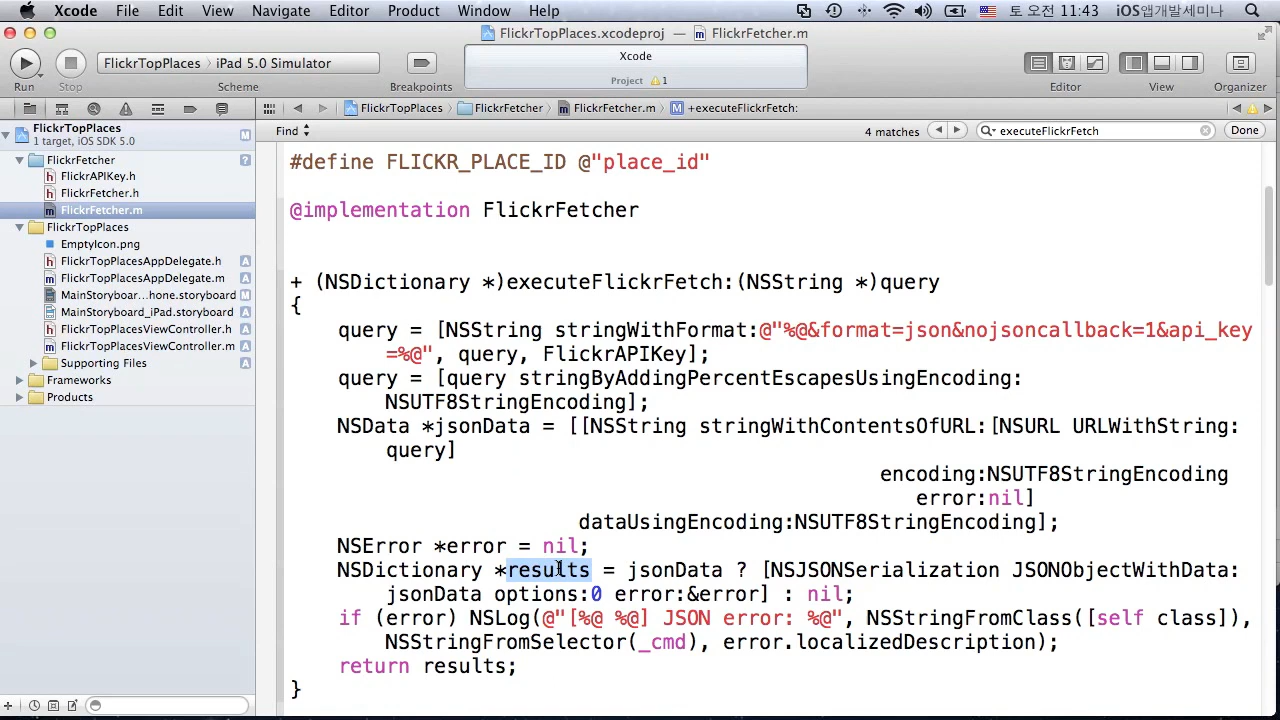 Xcode File Edit View Navigate Editor Product Window Help 토 오전 11:43 iOS앱개발세미나
FlickrTopPlaces.xcodeproj — FlickrFetcher.m
FlickrTopPlaces iPad 5.0 Simulator
Xcode
Project 1
Run Stop Scheme Breakpoints Editor View Organizer
FlickrTopPlaces FlickrFetcher FlickrFetcher.m M +executeFlickrFetch:
FlickrTopPlaces M
1 target, iOS SDK 5.0
Find 4 matches executeFlickrFetch Done
FlickrFetcher ?
FlickrAPIKey.h
FlickrFetcher.h
FlickrFetcher.m
FlickrTopPlaces
EmptyIcon.png
FlickrTopPlacesAppDelegate.h A
FlickrTopPlacesAppDelegate.m A
MainStoryboar...hone.storyboard M
MainStoryboard_iPad.storyboard A
FlickrTopPlacesViewController.h A
FlickrTopPlacesViewController.m A
Supporting Files A
Frameworks
Products
#define FLICKR_PLACE_ID @"place_id"
@implementation FlickrFetcher
+ (NSDictionary *)executeFlickrFetch:(NSString *)query
{
query = [NSString stringWithFormat:@"%@&format=json&nojsoncallback=1&api_key
=%@", query, FlickrAPIKey];
query = [query stringByAddingPercentEscapesUsingEncoding:
NSUTF8StringEncoding];
NSData *jsonData = [[NSString stringWithContentsOfURL:[NSURL URLWithString:
query]
encoding:NSUTF8StringEncoding
error:nil]
dataUsingEncoding:NSUTF8StringEncoding];
NSError *error = nil;
NSDictionary *results = jsonData ? [NSJSONSerialization JSONObjectWithData:
jsonData options:0 error:&error] : nil;
if (error) NSLog(@"[%@ %@] JSON error: %@", NSStringFromClass([self class]),
NSStringFromSelector(_cmd), error.localizedDescription);
return results;
}